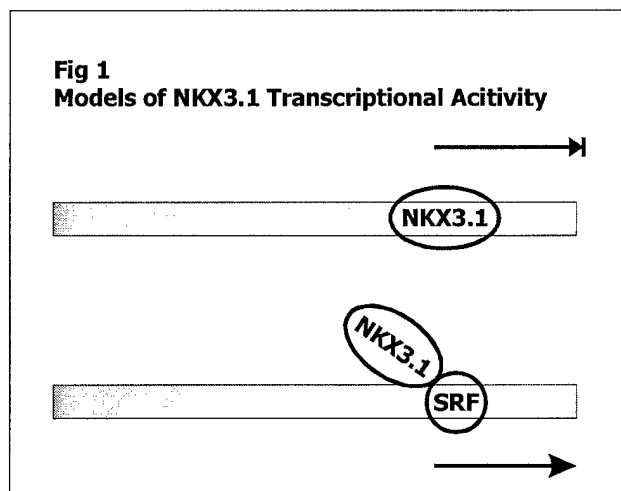 Fig 1
Models of NKX3.1 Transcriptional Acitivity
NKX3.1
NKX3.1
SRF